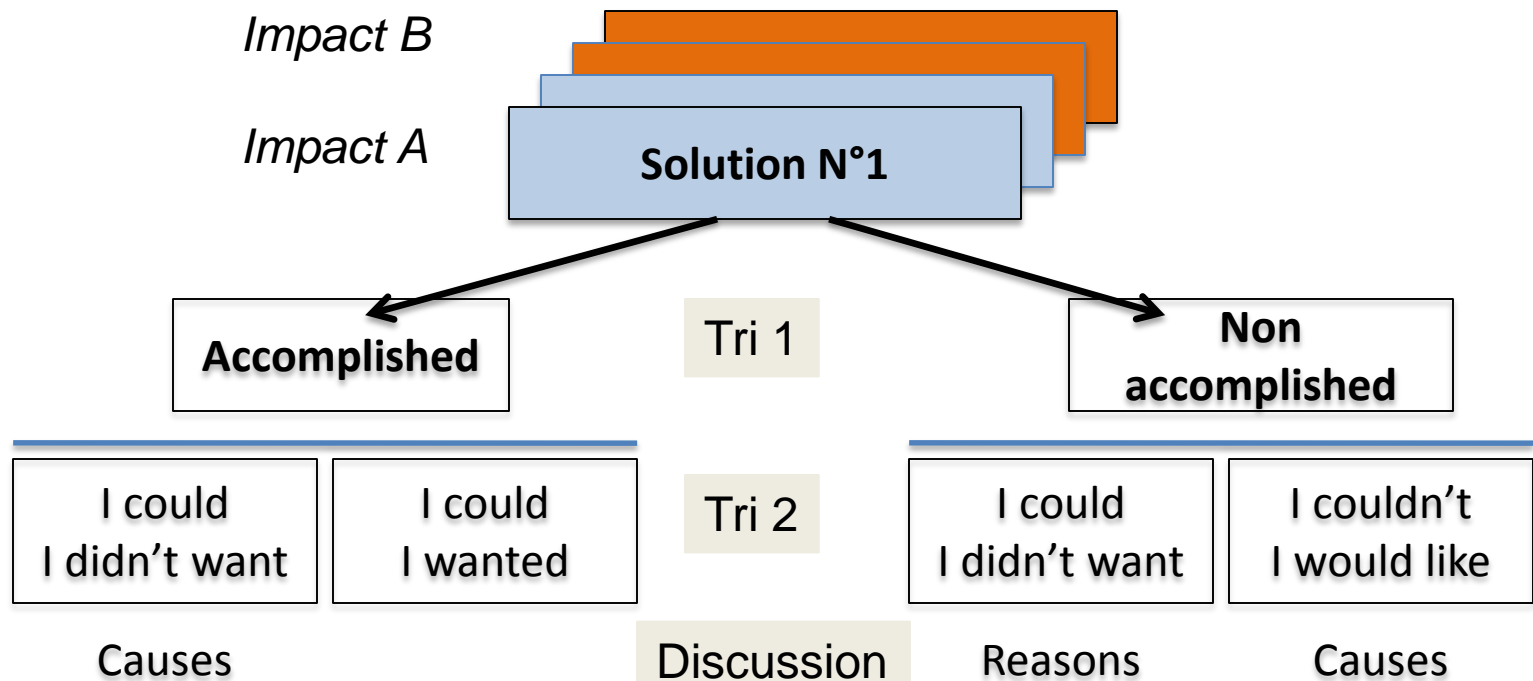 Impact B
Impact A
Solution N°1
Accomplished
Tri 1
Non
accomplished
I could
I didn’t want
I could
I wanted
Tri 2
I could
I didn’t want
I couldn’t
I would like
Causes
Discussion
Reasons
Causes